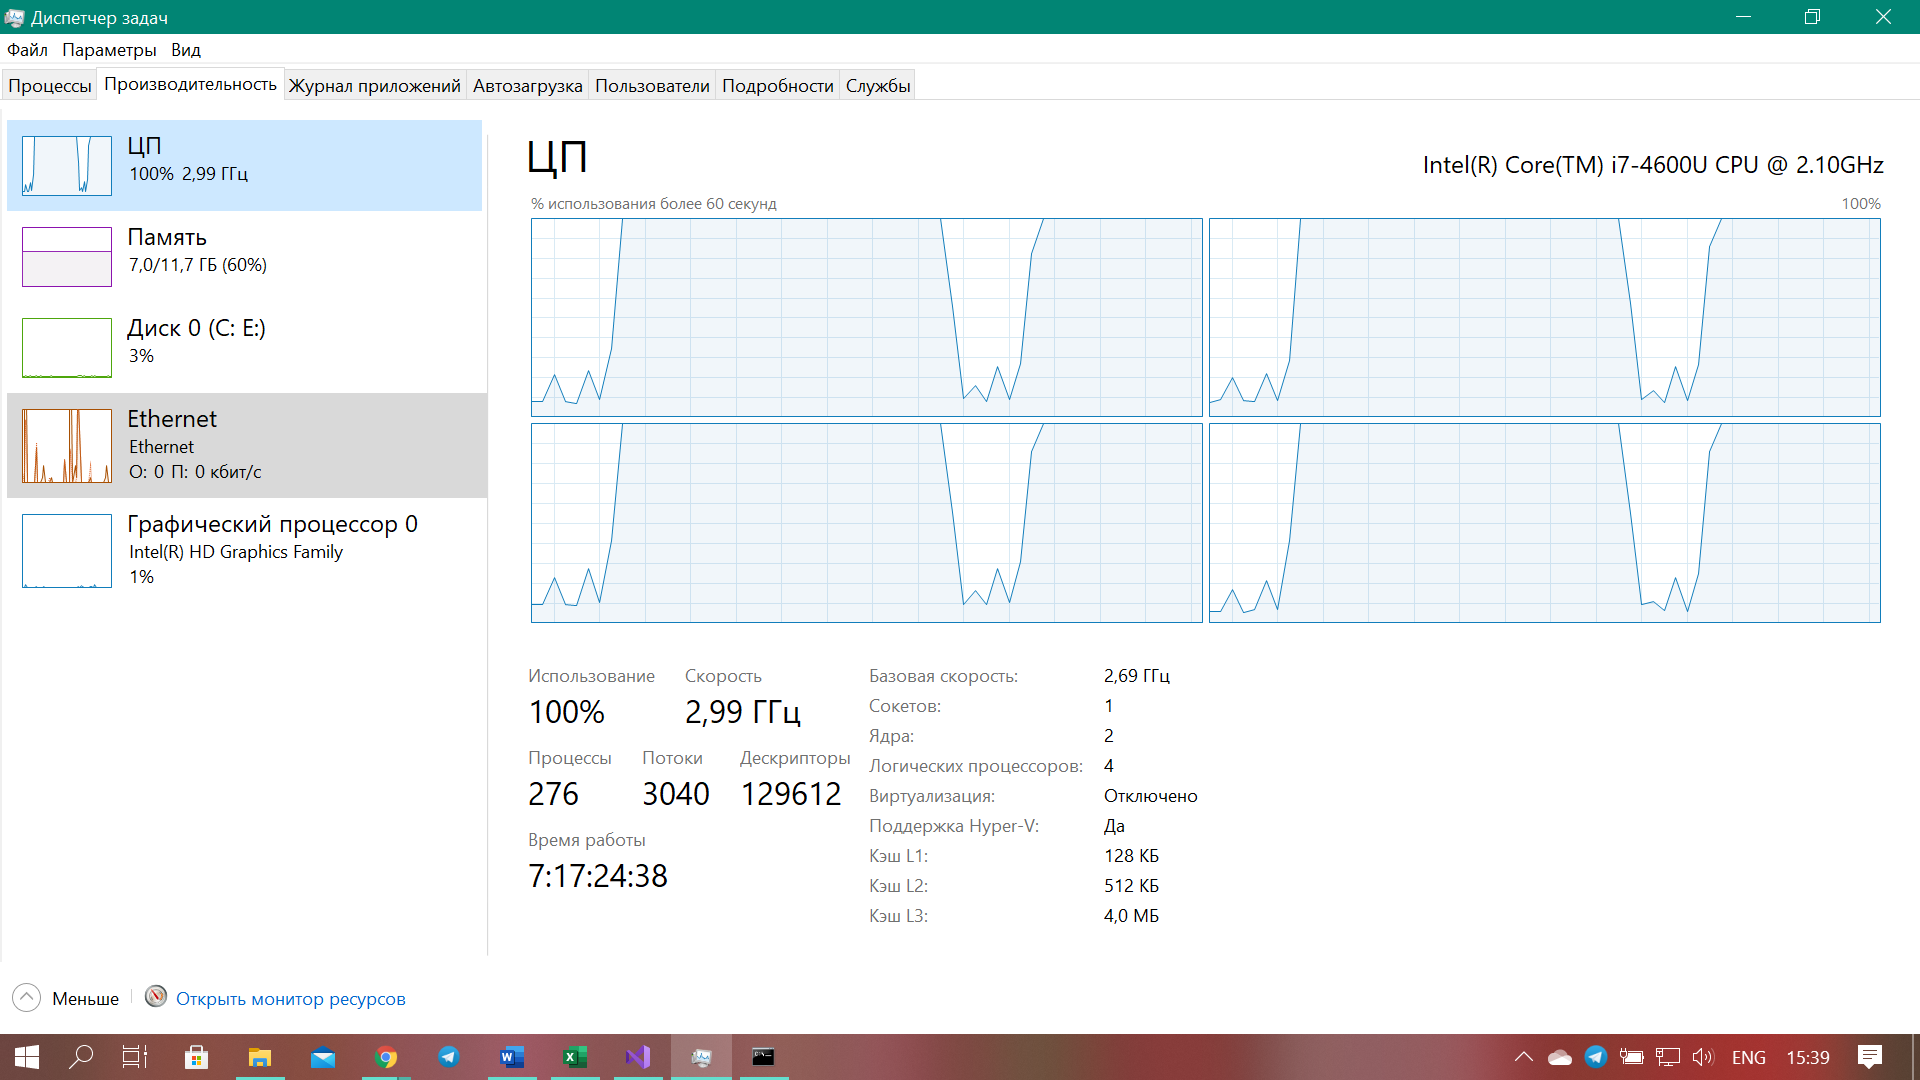 Диспетчер задач
Файл Параметры Вид
Процессы Производительность Журнал приложений Автозагрузка Пользователи Подробности Службы
ЦП
100% 2,99 ГГц
Память
7,0/11,7 ГБ (60%)
Диск 0 (C: E:)
3%
Ethernet
Ethernet
О: 0 П: 0 кбит/с
Графический процессор 0
Intel(R) HD Graphics Family
1%
ЦП
Intel(R) Core(TM) i7-4600U CPU @ 2.10GHz
% использования более 60 секунд
100%
Использование Скорость
100% 2,99 ГГц
Процессы Потоки Дескрипторы
276 3040 129612
Время работы
7:17:24:38
Базовая скорость: 2,69 ГГц
Сокетов: 1
Ядра: 2
Логических процессоров: 4
Виртуализация: Отключено
Поддержка Hyper-V: Да
Кэш L1: 128 КБ
Кэш L2: 512 КБ
Кэш L3: 4,0 МБ
Меньше Открыть монитор ресурсов
ENG 15:39